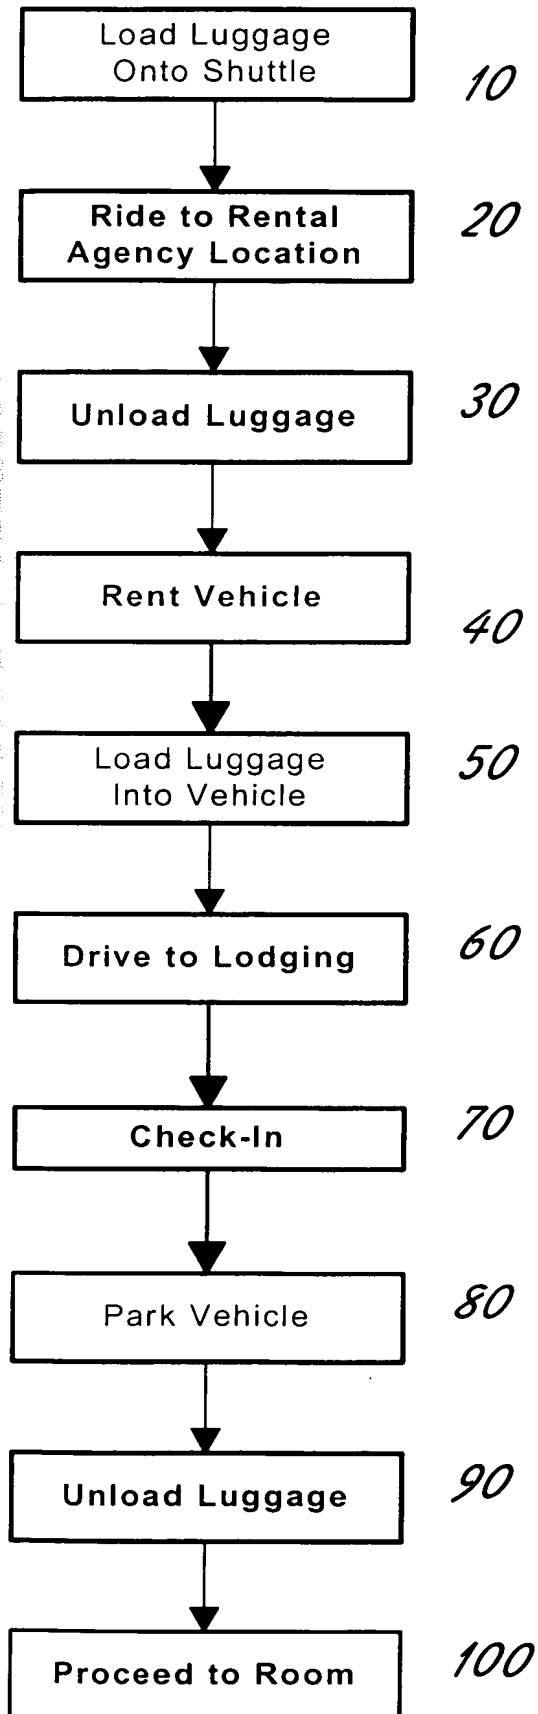 Load Luggage
Onto Shuttle
10
Ride to Rental
Agency Location
20
Unload Luggage
30
Rent Vehicle
40
Load Luggage
Into Vehicle
50
Drive to Lodging
60
Check-In
70
Park Vehicle
80
Unload Luggage
90
Proceed to Room
100